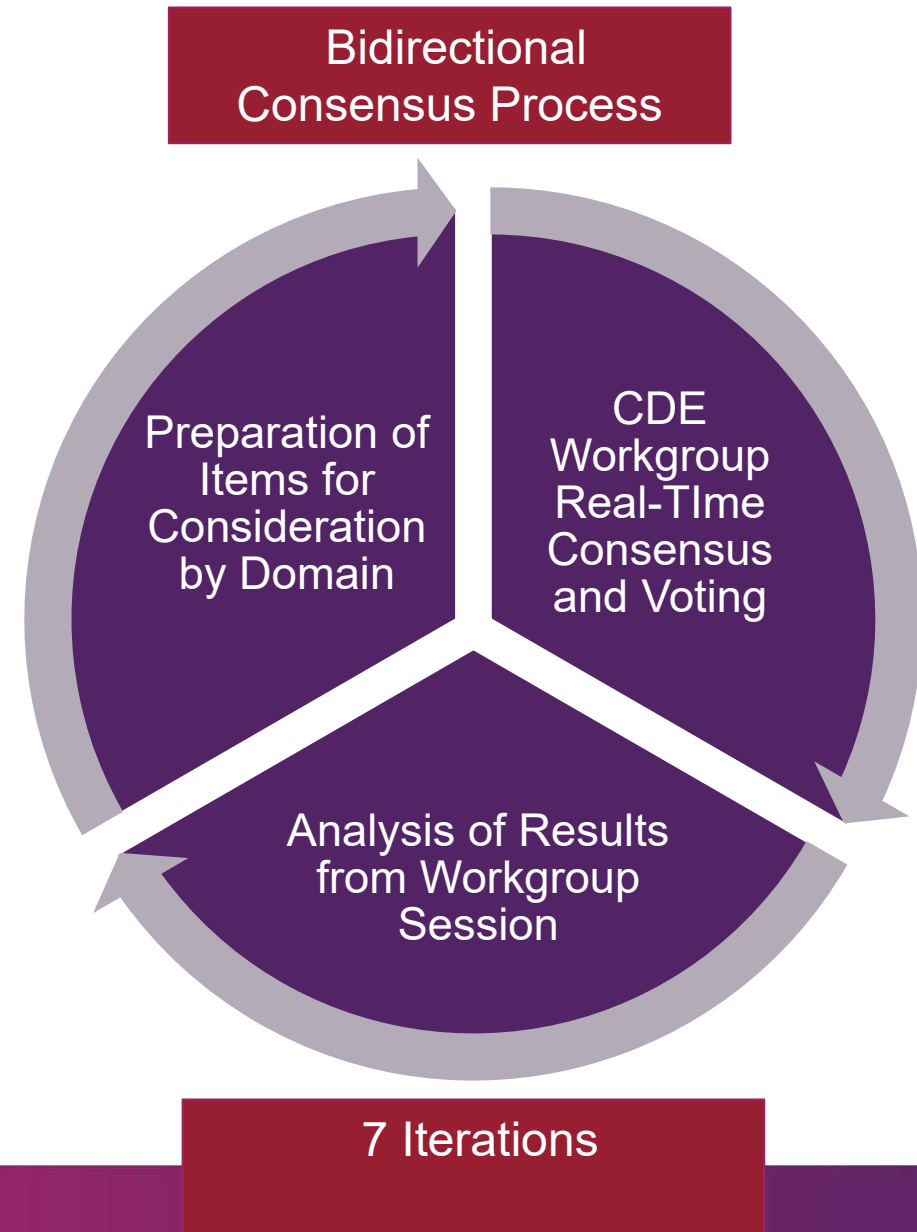 Bidirectional
Consensus Process
Preparation of
Items for
Consideration
by Domain
CDE
Workgroup
Real-TIme
Consensus
and Voting
Analysis of Results
from Workgroup
Session
7 Iterations